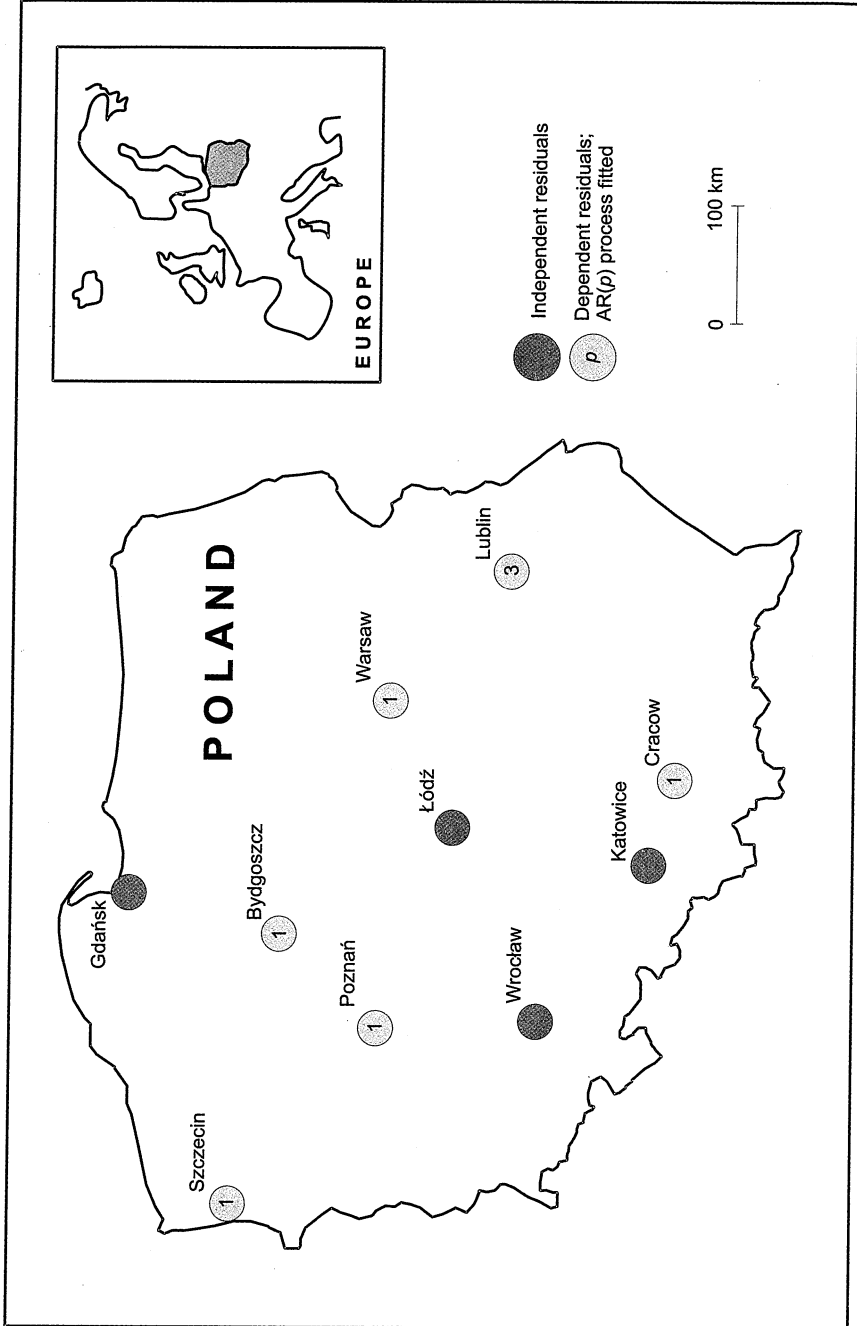 POLAND
Gdańsk
Szczecin
1
Bydgoszcz
1
Poznań
1
Warsaw
1
Łódź
Lublin
3
Wrocław
Katowice
Cracow
1
EUROPE
Independent residuals
p
Dependent residuals;
AR(p) process fitted
0
100 km